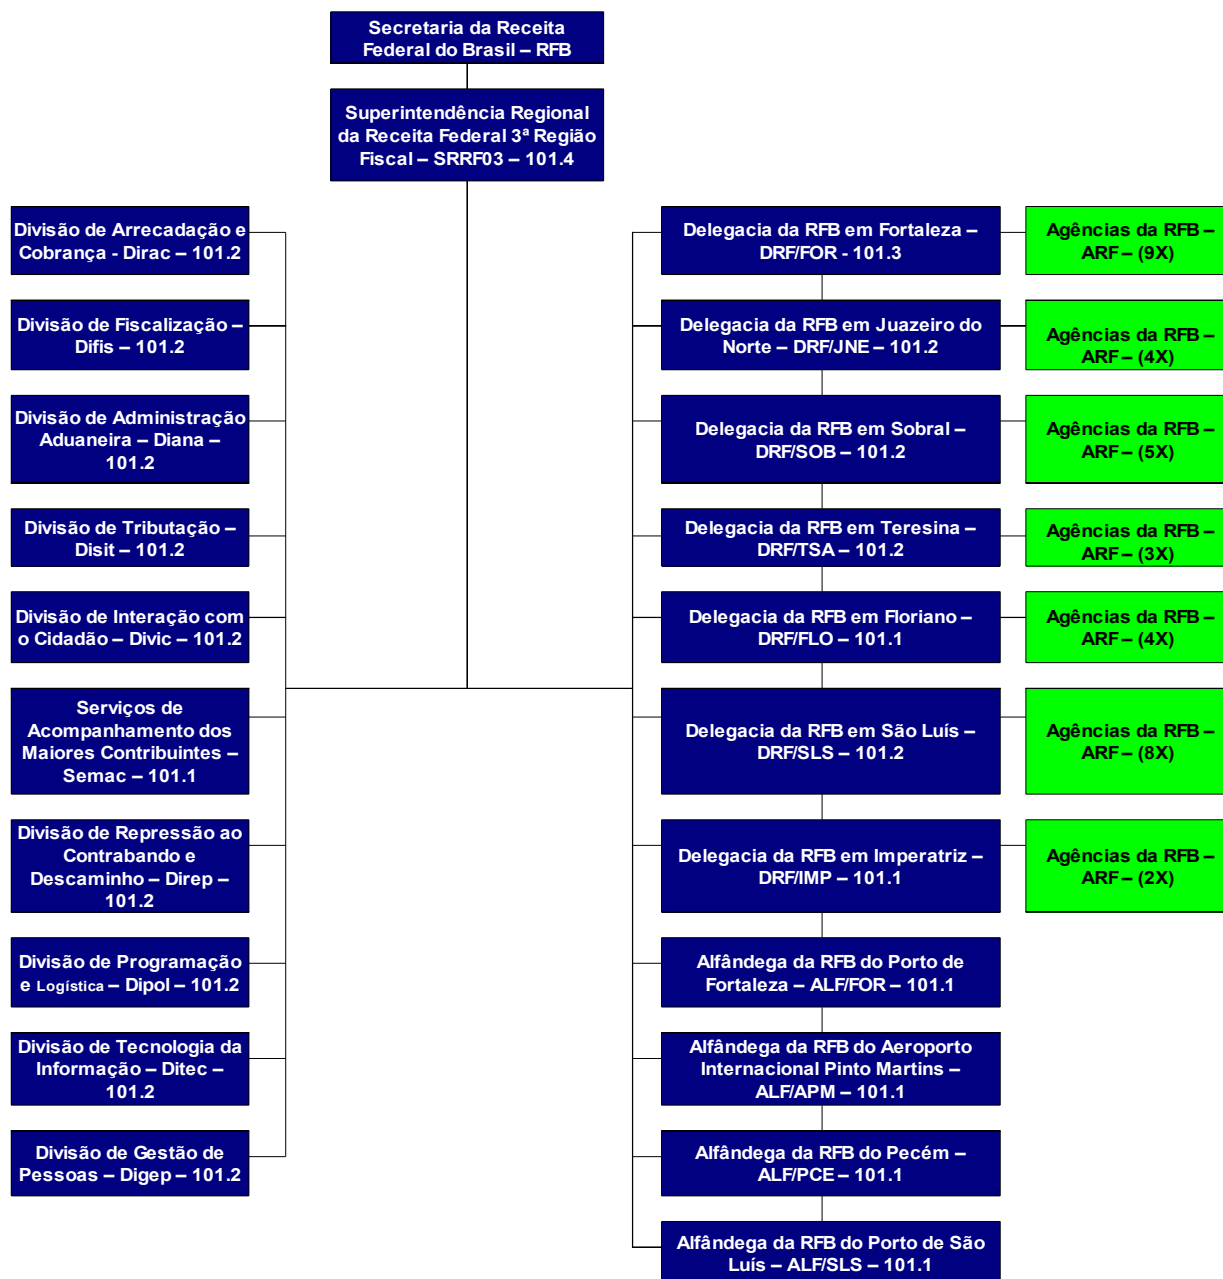 Secretaria da Receita
Federal do Brasil – RFB
Superintendência Regional
da Receita Federal 3ª Região
Fiscal – SRRF03 – 101.4
Divisão de Arrecadação e
Cobrança - Dirac – 101.2
Divisão de Fiscalização –
Difis – 101.2
Divisão de Administração
Aduaneira – Diana –
101.2
Divisão de Tributação –
Disit – 101.2
Divisão de Interação com
o Cidadão – Divic – 101.2
Serviços de
Acompanhamento dos
Maiores Contribuintes –
Semac – 101.1
Divisão de Repressão ao
Contrabando e
Descaminho – Direp –
101.2
Divisão de Programação
e Logística – Dipol – 101.2
Divisão de Tecnologia da
Informação – Ditec –
101.2
Divisão de Gestão de
Pessoas – Digep – 101.2
Delegacia da RFB em Fortaleza –
DRF/FOR - 101.3
Agências da RFB –
ARF – (9X)
Delegacia da RFB em Juazeiro do
Norte – DRF/JNE – 101.2
Agências da RFB –
ARF – (4X)
Delegacia da RFB em Sobral –
DRF/SOB – 101.2
Agências da RFB –
ARF – (5X)
Delegacia da RFB em Teresina –
DRF/TSA – 101.2
Agências da RFB –
ARF – (3X)
Delegacia da RFB em Floriano –
DRF/FLO – 101.1
Agências da RFB –
ARF – (4X)
Delegacia da RFB em São Luís –
DRF/SLS – 101.2
Agências da RFB –
ARF – (8X)
Delegacia da RFB em Imperatriz –
DRF/IMP – 101.1
Agências da RFB –
ARF – (2X)
Alfândega da RFB do Porto de
Fortaleza – ALF/FOR – 101.1
Alfândega da RFB do Aeroporto
Internacional Pinto Martins –
ALF/APM – 101.1
Alfândega da RFB do Pecém –
ALF/PCE – 101.1
Alfândega da RFB do Porto de São
Luís – ALF/SLS – 101.1